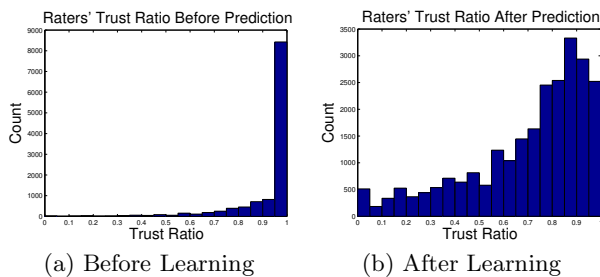 Raters' Trust Ratio Before Prediction
9000
8000
7000
6000
5000
4000
3000
2000
1000
0
Count
0 0.1 0.2 0.3 0.4 0.5 0.6 0.7 0.8 0.9 1
Trust Ratio
(a) Before Learning
Raters' Trust Ratio After Prediction
3500
3000
2500
2000
1500
1000
500
0
Count
0 0.1 0.2 0.3 0.4 0.5 0.6 0.7 0.8 0.9
Trust Ratio
(b) After Learning